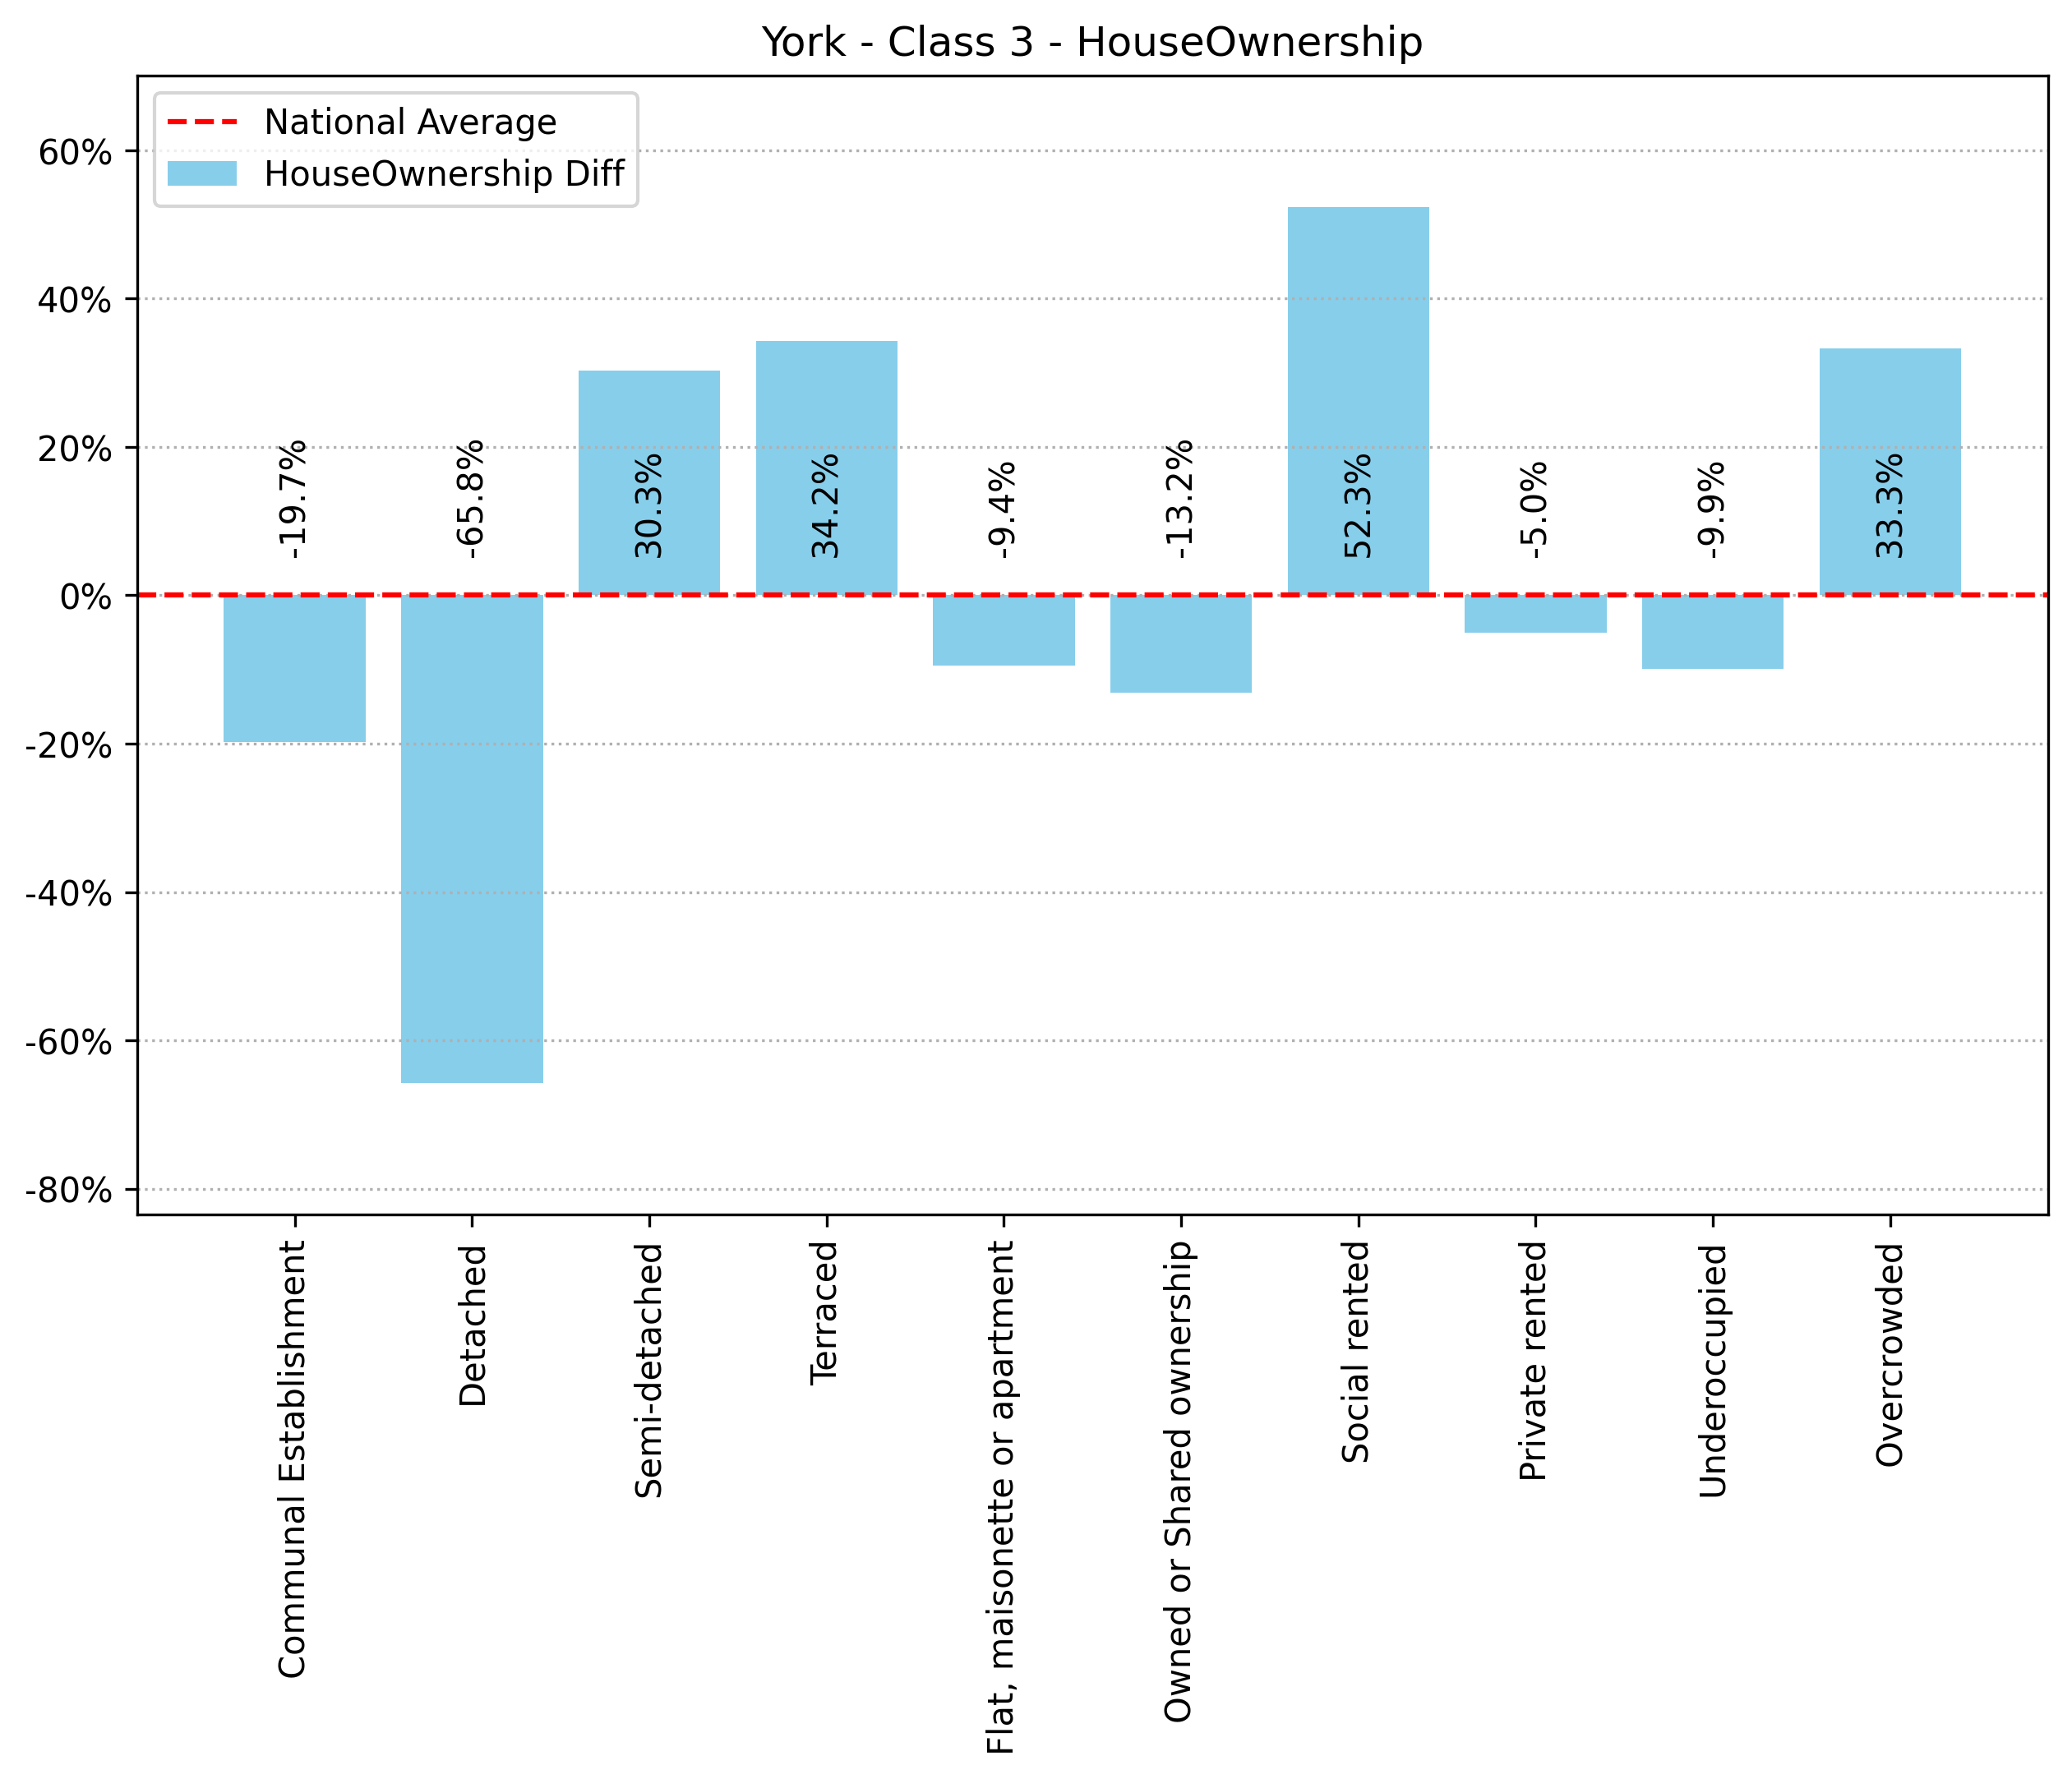 York - Class 3 - HouseOwnership
National Average
HouseOwnership Diff
60%
40%
20%
0%
-20%
-40%
-60%
-80%
-19.7%
-65.8%
30.3%
34.2%
-9.4%
-13.2%
52.3%
-5.0%
-9.9%
33.3%
Communal Establishment
Detached
Semi-detached
Terraced
Flat, maisonette or apartment
Owned or Shared ownership
Social rented
Private rented
Underoccupied
Overcrowded